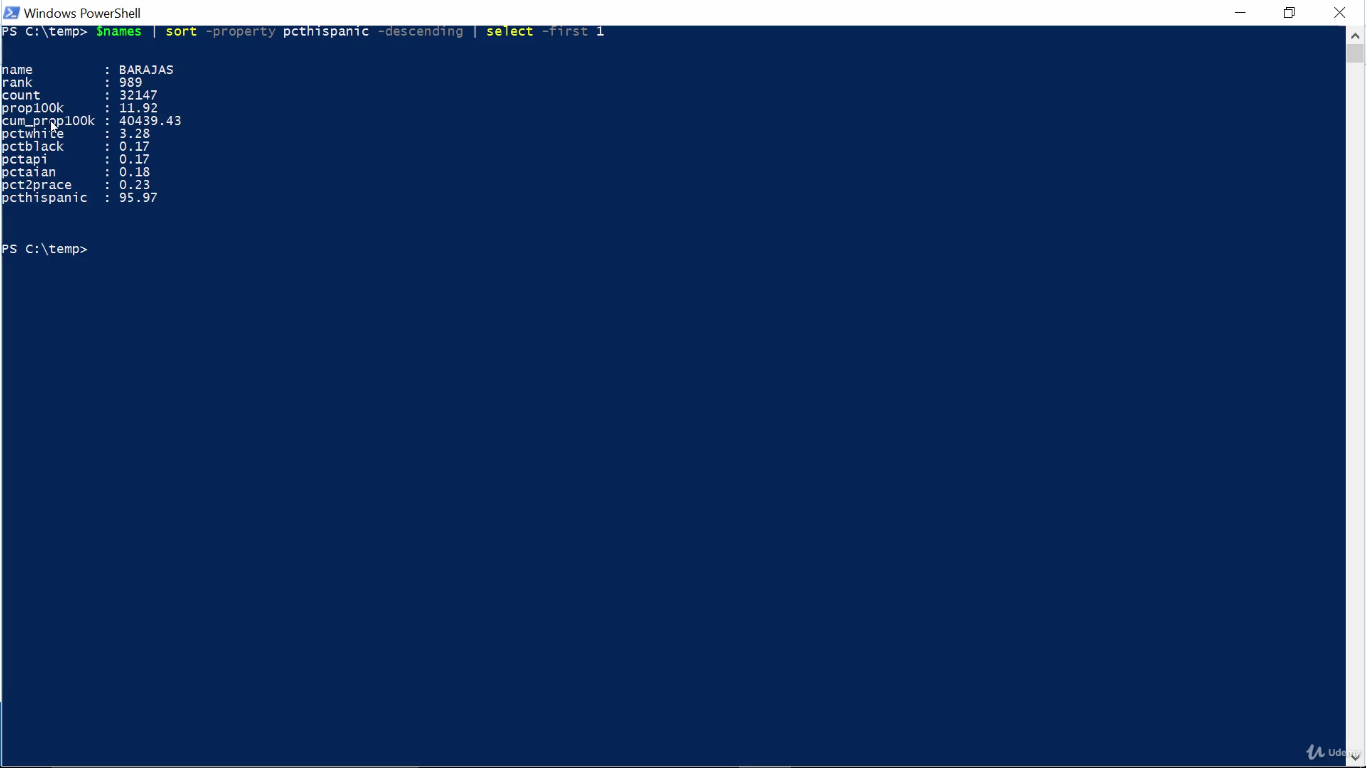 Windows PowerShell
PS C:\temp> $names | sort -property pcthispanic -descending | select -first 1
name : BARAJAS
rank : 989
count : 32147
prop100k : 11.92
cum_prop100k : 40439.43
pctwhite : 3.28
pctblack : 0.17
pctapi : 0.17
pctaian : 0.18
pct2prace : 0.23
pcthispanic : 95.97
PS C:\temp>